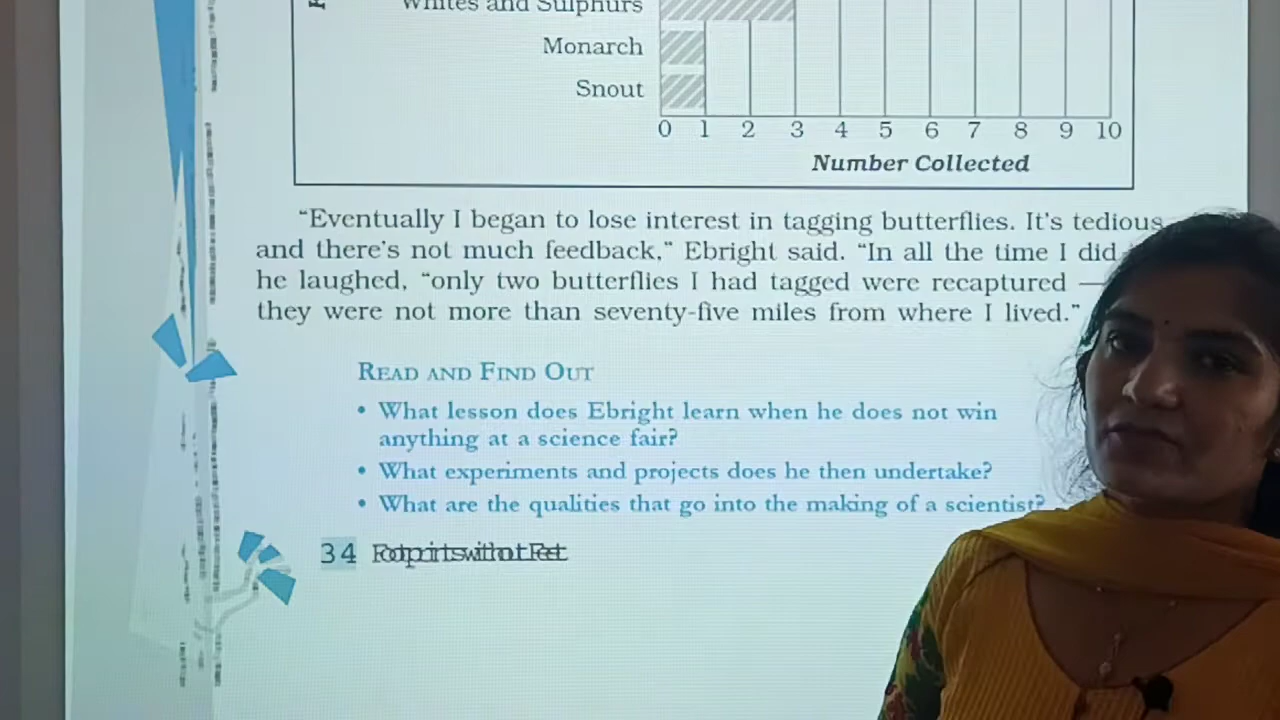 Whites and Sulphurs
Monarch
Snout
0 1 2 3 4 5 6 7 8 9 10
Number Collected
“Eventually I began to lose interest in tagging butterflies. It's tedious
and there's not much feedback,” Ebright said. “In all the time I did
he laughed, “only two butterflies I had tagged were recaptured —
they were not more than seventy-five miles from where I lived.”
READ AND FIND OUT
• What lesson does Ebright learn when he does not win
anything at a science fair?
• What experiments and projects does he then undertake?
• What are the qualities that go into the making of a scientist?
34 Footprints without Feet